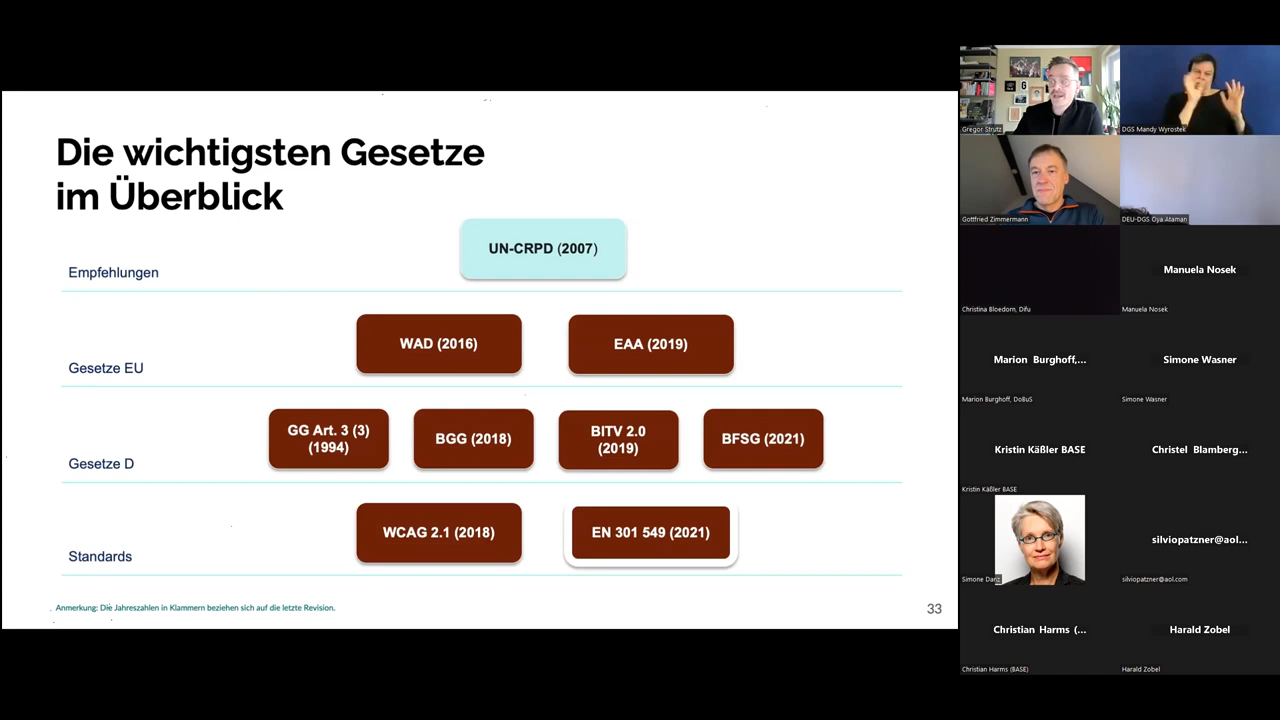 Die wichtigsten Gesetze
im Überblick
UN-CRPD (2007)
Empfehlungen
WAD (2016)
EAA (2019)
Gesetze EU
GG Art. 3 (3)
(1994)
BGG (2018)
BITV 2.0
(2019)
BFSG (2021)
Gesetze D
WCAG 2.1 (2018)
EN 301 549 (2021)
Standards
Anmerkung: Die Jahreszahlen in Klammern beziehen sich auf die letzte Revision.
33
Gregor Strutz
DGS Mandy Wyrostek
Gottfried Zimmermann
DEU-DGS Oya Ataman
Christina Bloedorn, Difu
Manuela Nosek
Manuela Nosek
Marion Burghoff,...
Marion Burghoff, DoBuS
Simone Wasner
Simone Wasner
Kristin Käßler BASE
Kristin Käßler BASE
Christel Blamberg...
Simone Danz
silviopatzner@aol...
silviopatzner@aol.com
Christian Harms (...
Christian Harms (BASE)
Harald Zobel
Harald Zobel